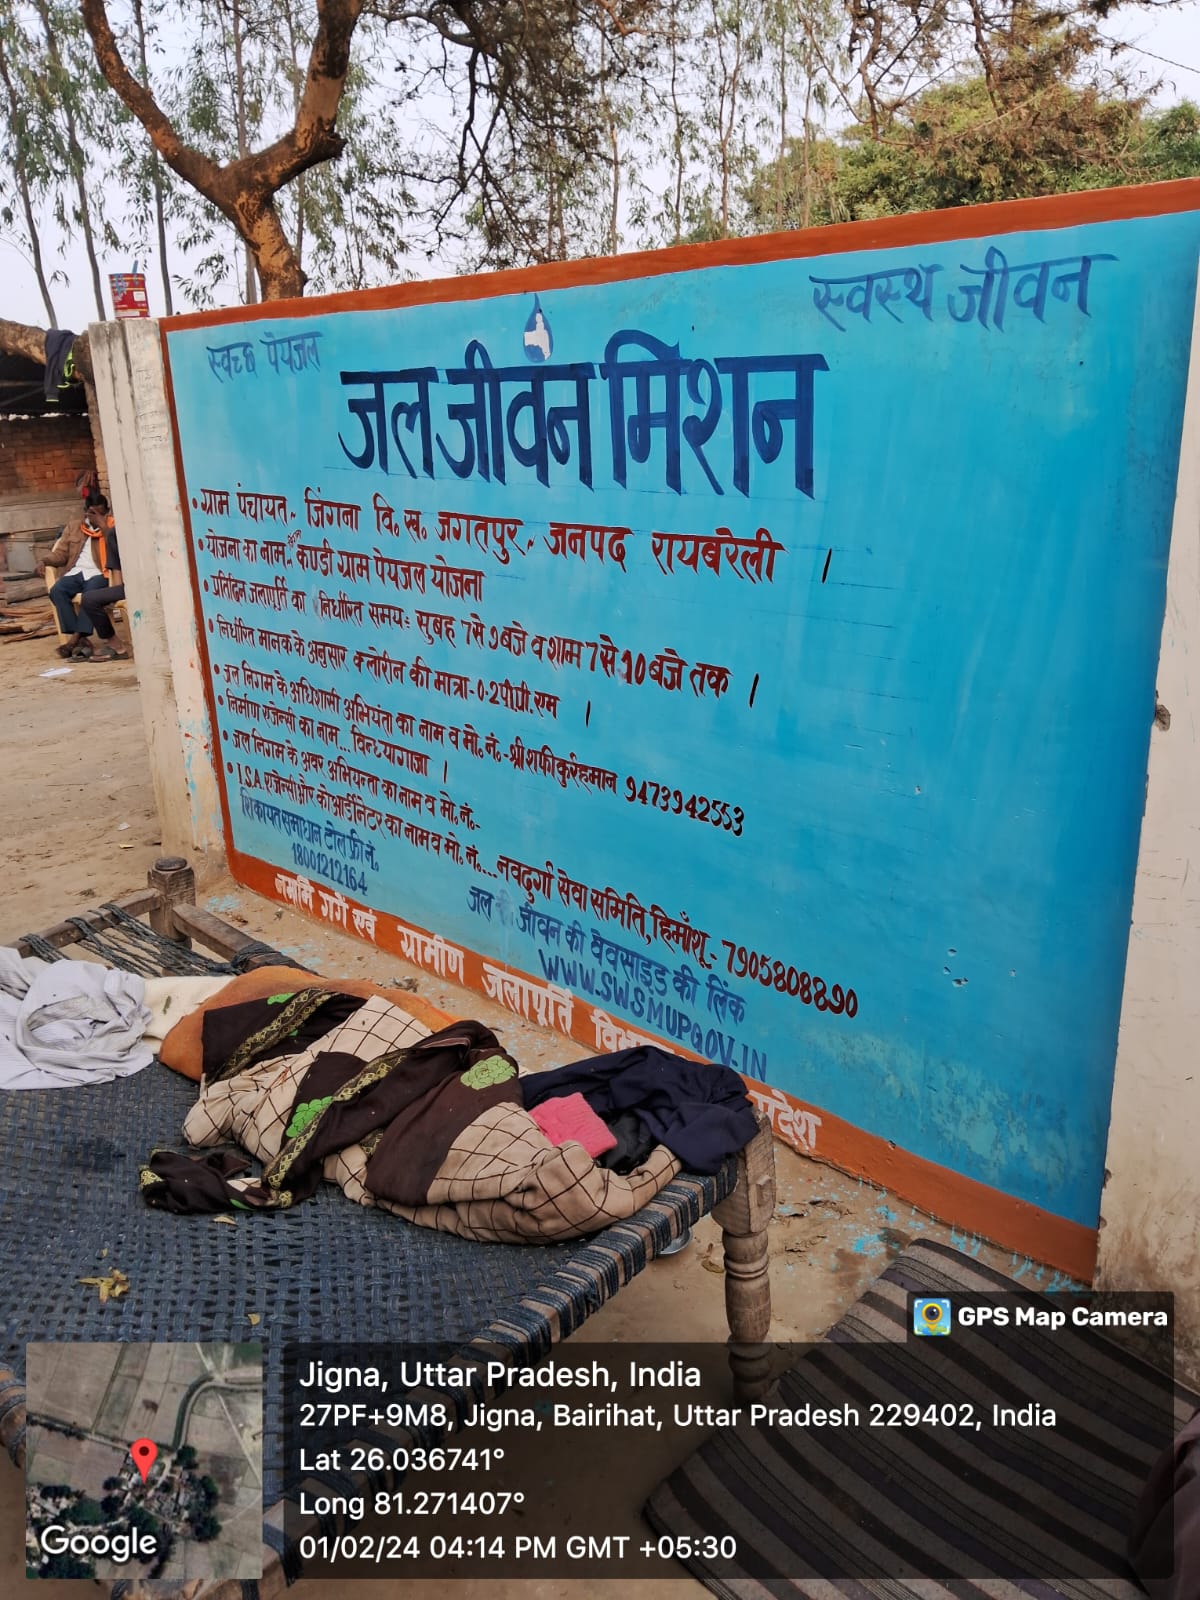 स्वच्छ पेयजल
स्वस्थ जीवन
जल जीवन मिशन
• ग्राम पंचायत - जिंगना वि॰ ख॰ जगतपुर - जनपद रायबरेली ।
• योजना का नाम... कण्डी ग्राम पेयजल योजना
• प्रतिदिन जलापूर्ति का निर्धारित समय: सुबह 7 से 9 बजे व शाम 7 से 10 बजे तक ।
• निर्धारित मानक के अनुसार क्लोरीन की मात्रा - 0.2 पी.पी.एम ।
• जल निगम के अधिशासी अभियंता का नाम व मो॰ नं॰ - श्री शफीकुर्रहमान 9473942553
• निर्माण एजेन्सी का नाम... विन्ध्या गाजा ।
• जल निगम के अवर अभियन्ता का नाम व मो॰ नं॰ -
• I.S.A. एजेन्सी और कोआर्डीनेटर का नाम व मो॰ नं॰... नवदुर्गा सेवा समिति, हिमाँशू - 7905808890
शिकायत समाधान टोल फ्री नं॰
18001212164
जल ही जीवन की वेवसाइड की लिंक
WWW.SWSMUPGOV.IN
नमामि गंगे एवं ग्रामीण जलापूर्ति प्रदेश
GPS Map Camera
Jigna, Uttar Pradesh, India
27PF+9M8, Jigna, Bairihat, Uttar Pradesh 229402, India
Lat 26.036741°
Long 81.271407°
01/02/24 04:14 PM GMT +05:30
Google